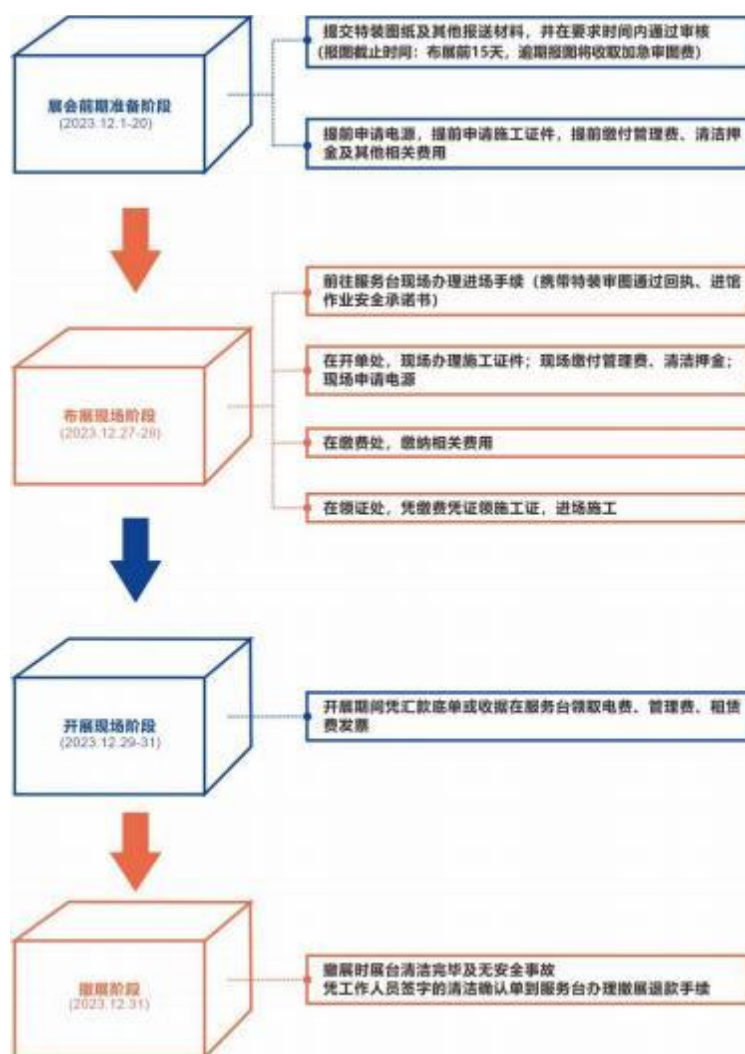 提交特装图纸及其他报送材料，并在要求时间内通过审核
(报图截止时间：布展前15天，逾期报图将收取加急审图费)
展会前期准备阶段
(2023.12.1-20)
提前申请电源，提前申请施工证件，提前缴付管理费、清洁押
金及其他相关费用
前往服务台现场办理进场手续（携带特装审图通过回执、进馆
作业安全承诺书）
在开单处，现场办理施工证件；现场缴付管理费、清洁押金；
现场申请电源
布展现场阶段
(2023.12.27-28)
在缴费处，缴纳相关费用
在领证处，凭缴费凭证领施工证，进场施工
开展现场阶段
(2023.12.29-31)
开展期间凭汇款底单或收据在服务台领取电费、管理费、租赁
费发票
撤展阶段
(2023.12.31)
撤展时展台清洁完毕及无安全事故
凭工作人员签字的清洁确认单到服务台办理撤展退款手续